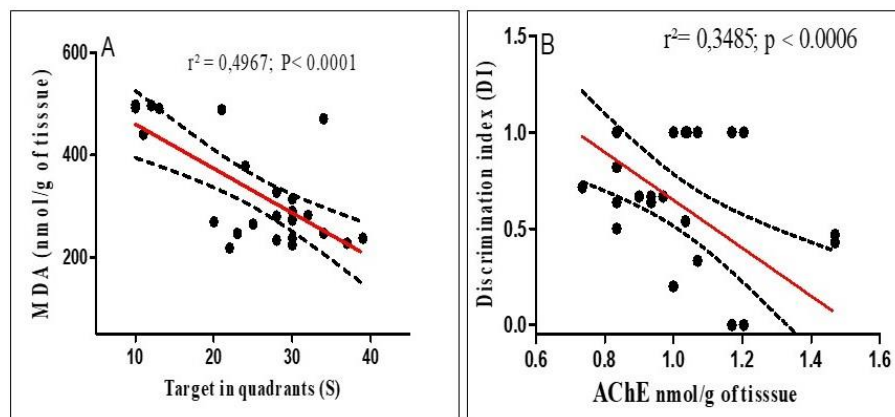 A
r² = 0,4967; P< 0.0001
600
400
200
MDA (nmol/g of tisssue)
10 20 30 40
Target in quadrants (S)
B
r²= 0,3485; p < 0.0006
1.5
1.0
0.5
0.0
Discrimination index (DI)
0.6 0.8 1.0 1.2 1.4 1.6
AChE nmol/g of tisssue